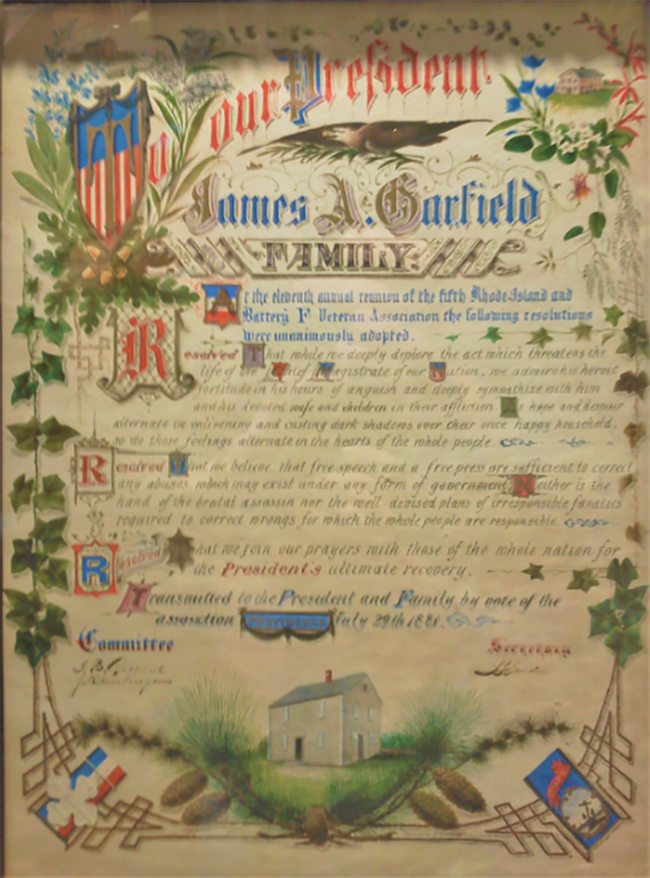 To our President
James A. Garfield
FAMILY.
At the eleventh annual reunion of the fifth Rhode Island and
Battery F Veteran Association the following resolutions
were unanimously adopted.
Resolved That while we deeply deplore the act which threatens the
life of the Chief Magistrate of our Nation, we admire his heroic
fortitude in his hours of anguish and deeply sympathize with him
and his devoted wife and children in their affliction As hope and despair
alternate in enlivening and casting dark shadows over their once happy household,
so do those feelings alternate in the hearts of the whole people.
Resolved That we believe that free speech and a free press are sufficient to correct
any abuses which may exist under any form of government Neither is the
hand of the brutal assassin nor the well devised plans of irresponsible fanatics
required to correct wrongs for which the whole people are responsible
Resolved That we join our prayers with those of the whole nation for
the President's ultimate recovery.
Transmitted to the President and Family by vote of the
association July 29th 1881.
Committee Secretary